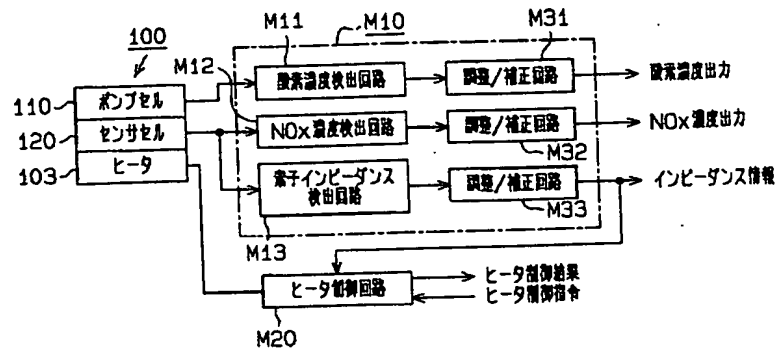 M11
M10
M31
100
M12
酸素濃度検出回路
調整/補正回路
酸素濃度出力
110
ポンプセル
120
センサセル
NOx濃度検出回路
調整/補正回路
NOx濃度出力
103
ヒータ
M32
素子インピーダンス
検出回路
調整/補正回路
インピーダンス情報
M33
M13
ヒータ制御回路
ヒータ制御結果
ヒータ制御指令
M20